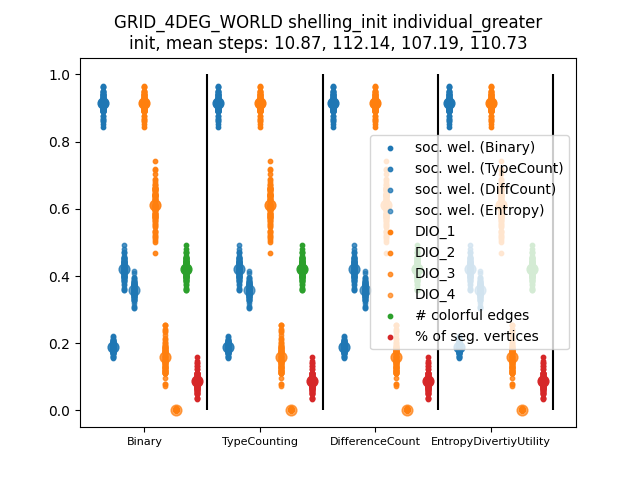 GRID_4DEG_WORLD shelling_init individual_greater
init, mean steps: 10.87, 112.14, 107.19, 110.73
1.0
0.8
0.6
0.4
0.2
0.0
soc. wel. (Binary)
soc. wel. (TypeCount)
soc. wel. (DiffCount)
soc. wel. (Entropy)
DIO_1
DIO_2
DIO_3
DIO_4
# colorful edges
% of seg. vertices
Binary
TypeCounting
DifferenceCount
EntropyDivertiyUtility